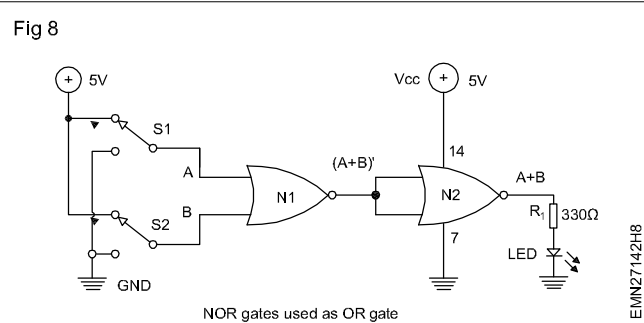 Fig 8
5V
Vcc
5V
S1
14
(A+B)'
A+B
A
N1
N2
B
R1
330Ω
S2
7
LED
GND
NOR gates used as OR gate
EMN27142H8